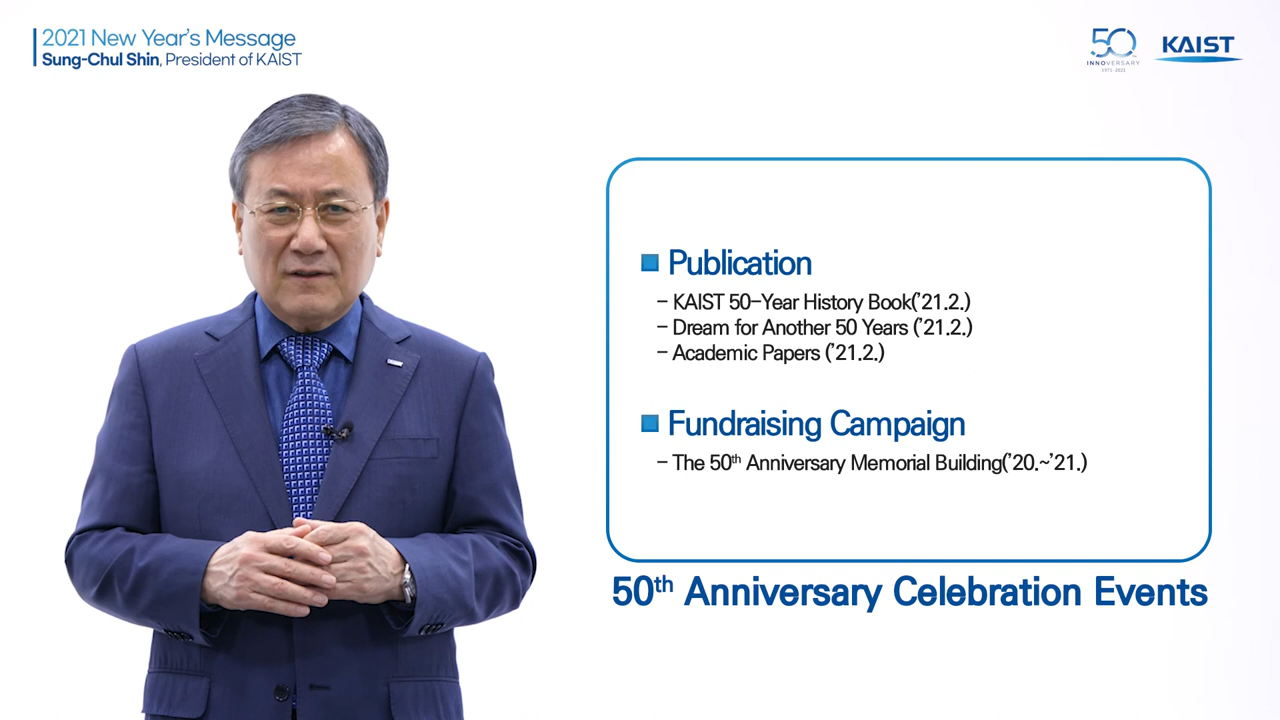 2021 New Year's Message
Sung-Chul Shin, President of KAIST
50
INNOVERSARY
1971-2021
KAIST
Publication
- KAIST 50-Year History Book('21.2.)
- Dream for Another 50 Years ('21.2.)
- Academic Papers ('21.2.)
Fundraising Campaign
- The 50th Anniversary Memorial Building('20.~'21.)
50th Anniversary Celebration Events